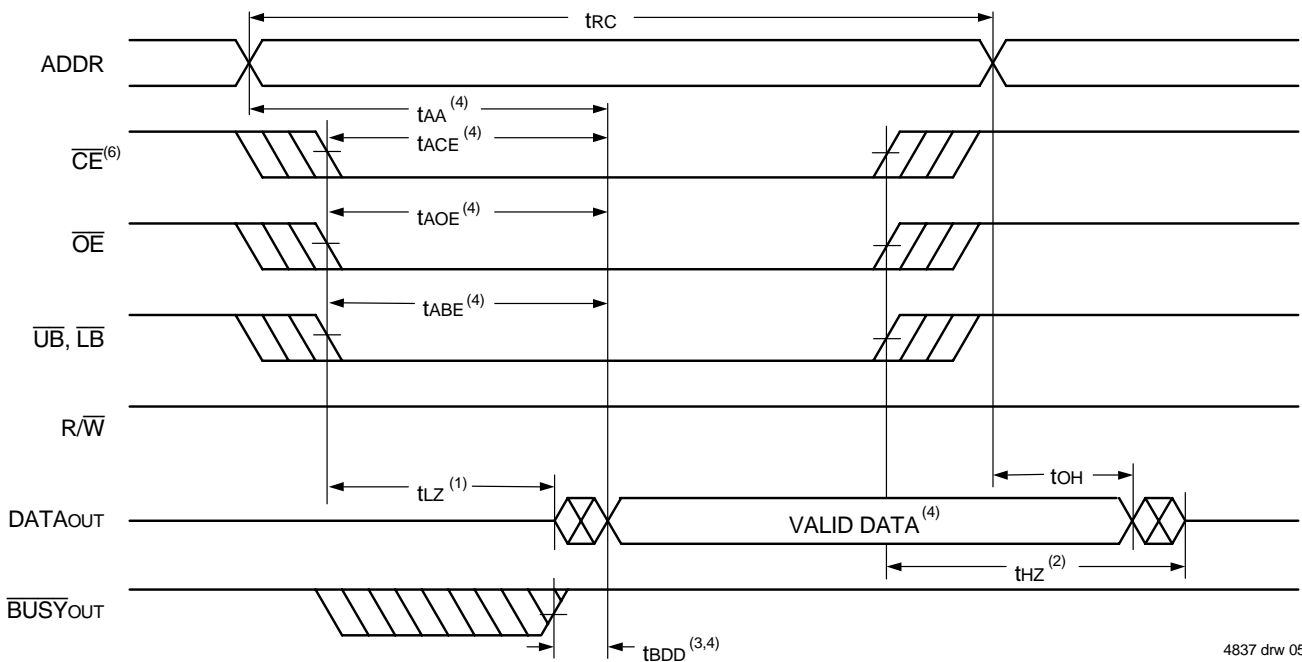 tRC
ADDR
tAA (4)
tACE (4)
CE(6)
tAOE (4)
OE
tABE (4)
UB, LB
R/W
tLZ (1)
tOH
DATAOUT
VALID DATA(4)
tHZ (2)
BUSYOUT
tBDD (3,4)
4837 drw 05